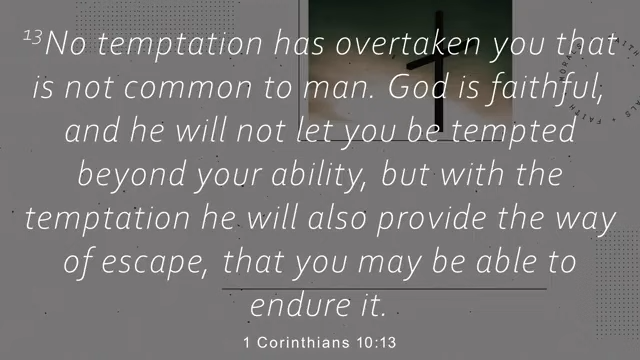 ¹³No temptation has overtaken you that
is not common to man. God is faithful,
and he will not let you be tempted
beyond your ability, but with the
temptation he will also provide the way
of escape, that you may be able to
endure it.
1 Corinthians 10:13